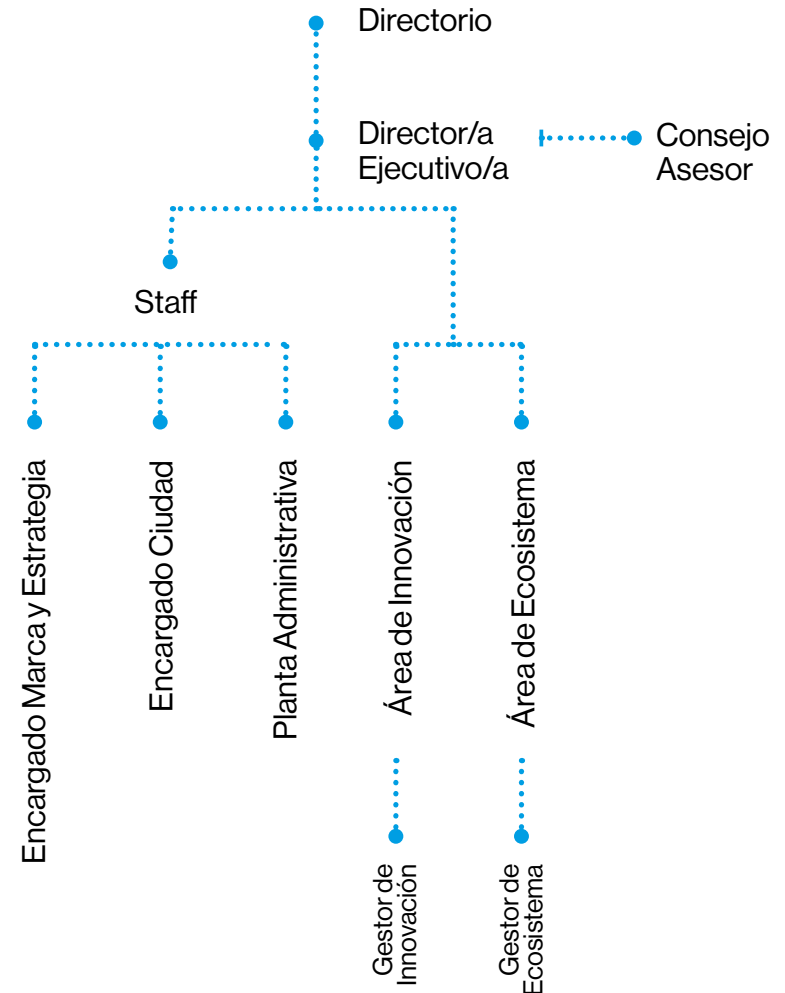 Directorio
Director/a
Ejecutivo/a
Consejo
Asesor
Staff
Encargado Marca y Estrategia
Encargado Ciudad
Planta Administrativa
Área de Innovación
Área de Ecosistema
Gestor de
Innovación
Gestor de
Ecosistema